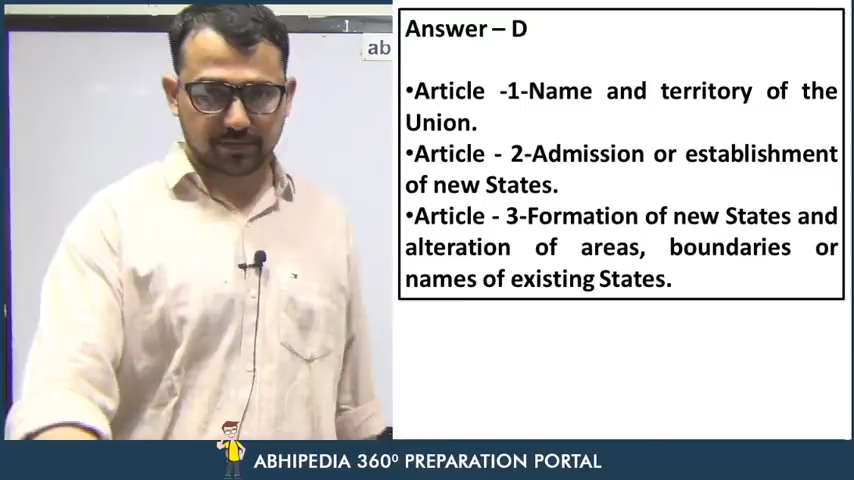 ab
Answer – D
•Article -1-Name and territory of the
Union.
•Article - 2-Admission or establishment
of new States.
•Article - 3-Formation of new States and
alteration of areas, boundaries or
names of existing States.
ABHIPEDIA 360⁰ PREPARATION PORTAL